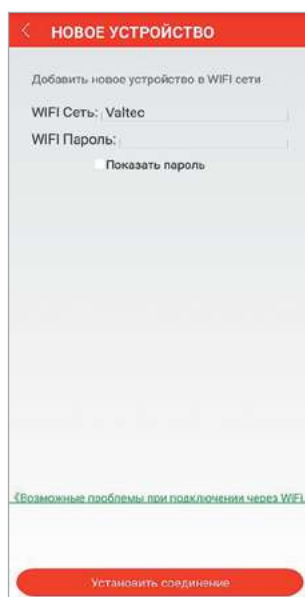 НОВОЕ УСТРОЙСТВО
Добавить новое устройство в WIFI сети
WIFI Сеть: Valtec
WIFI Пароль:
Показать пароль
《Возможные проблемы при подключении через WiFi
Установить соединение